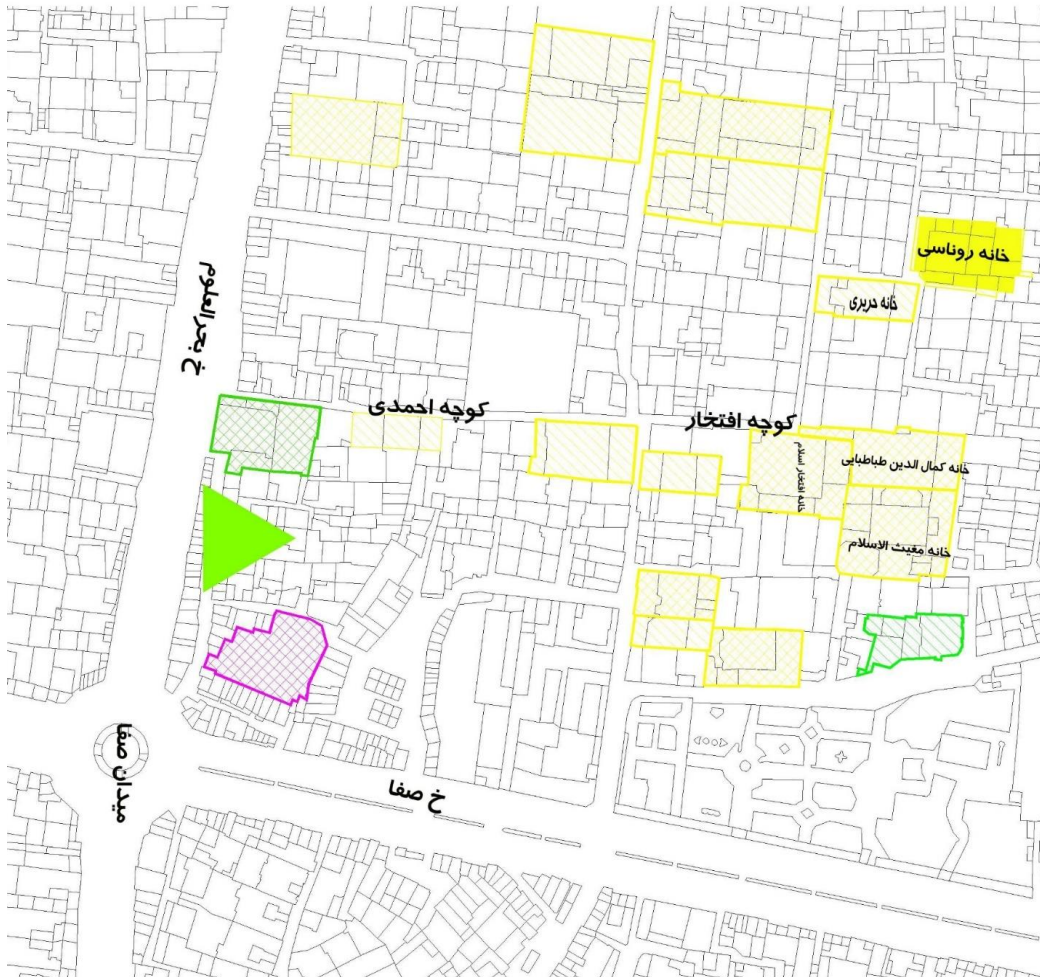 خانه روناسی
خانه حریری
خ بحرالعلوم
کوچه احمدی
کوچه افتخار
خانه افتخار اسلام
خانه کمال الدین طباطبایی
خانه مغیث الاسلام
میدان صفا
خ صفا